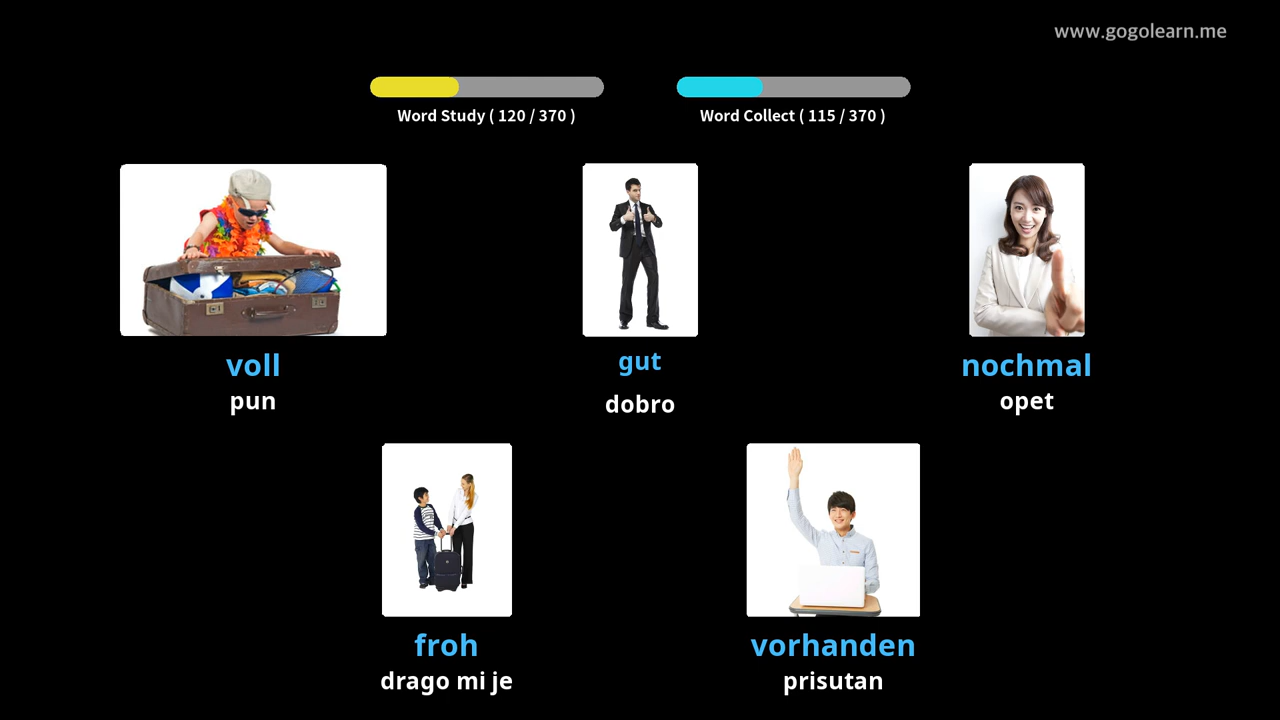 www.gogolearn.me
Word Study ( 120 / 370 )
Word Collect ( 115 / 370 )
voll
pun
gut
dobro
nochmal
opet
froh
drago mi je
vorhanden
prisutan